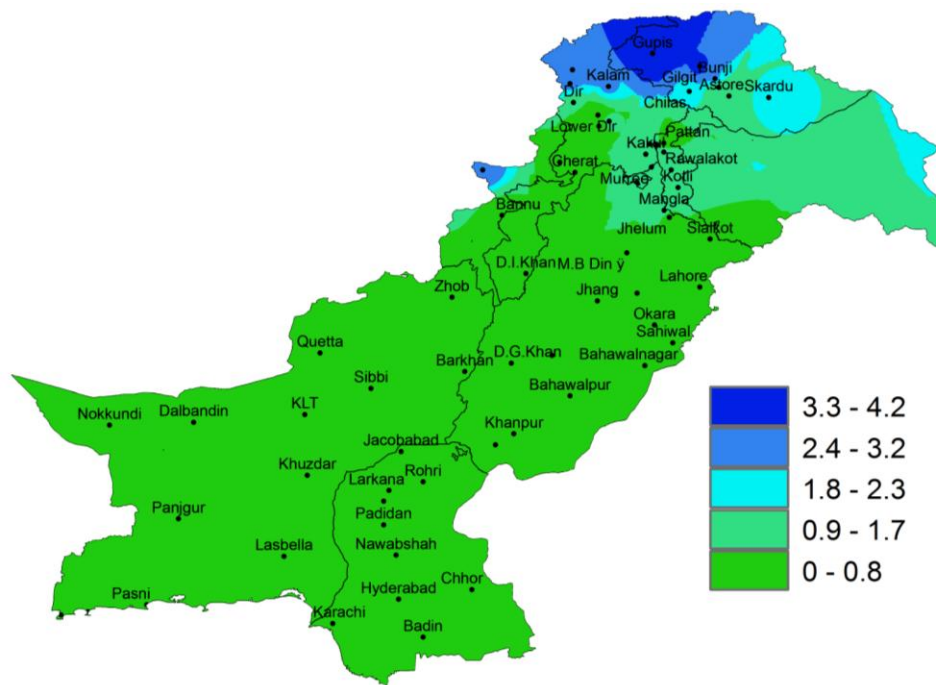 Gupis
Bunji
Kalam
Gilgit
Astore
Skardu
Dir
Chilas
Lower Dir
Pattan
Kakul
Rawalakot
Cherat
Murree
Kotli
Bannu
Mangla
Jhelum
Sialkot
D.I.Khan
M.B Din ÿ
Lahore
Zhob
Jhang
Okara
Sahiwal
Quetta
Barkhan
D.G.Khan
Bahawalnagar
Sibbi
Bahawalpur
Nokkundi
Dalbandin
KLT
Khanpur
Jacobabad
Khuzdar
Larkana
Rohri
Panjgur
Padidan
Lasbella
Nawabshah
Pasni
Hyderabad
Chhor
Karachi
Badin
3.3 - 4.2
2.4 - 3.2
1.8 - 2.3
0.9 - 1.7
0 - 0.8